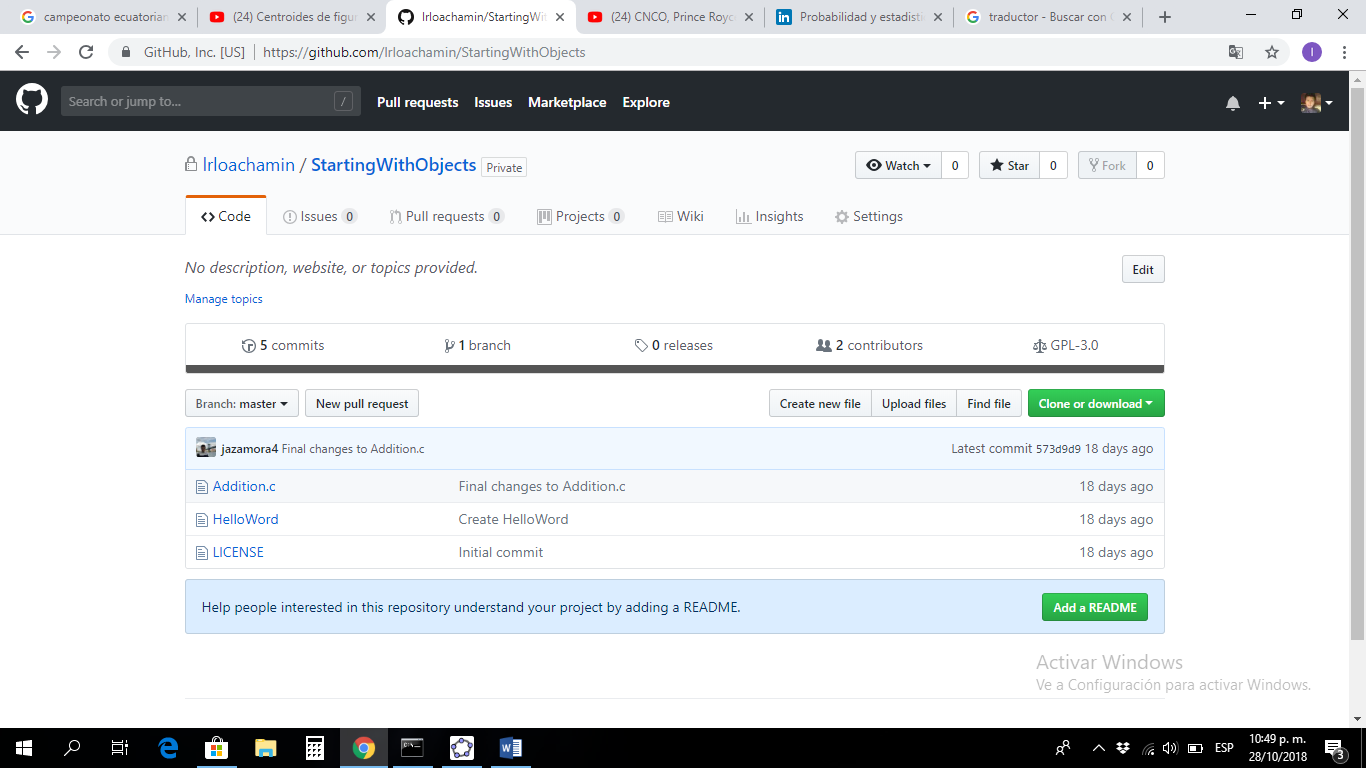 campeonato ecuatorian
(24) Centroides de figur
lrloachamin/StartingWith
(24) CNCO, Prince Royce
Probabilidad y estadisti
traductor - Buscar con G
GitHub, Inc. [US] | https://github.com/lrloachamin/StartingWithObjects
I
Search or jump to... /
Pull requests Issues Marketplace Explore
lrloachamin / StartingWithObjects Private
Watch 0 Star 0 Fork 0
Code Issues 0 Pull requests 0 Projects 0 Wiki Insights Settings
No description, website, or topics provided.
Edit
Manage topics
5 commits 1 branch 0 releases 2 contributors GPL-3.0
Branch: master New pull request Create new file Upload files Find file Clone or download
jazamora4 Final changes to Addition.c Latest commit 573d9d9 18 days ago
Addition.c Final changes to Addition.c 18 days ago
HelloWord Create HelloWord 18 days ago
LICENSE Initial commit 18 days ago
Help people interested in this repository understand your project by adding a README. Add a README
Activar Windows
Ve a Configuración para activar Windows.
ESP
10:49 p. m.
28/10/2018
3